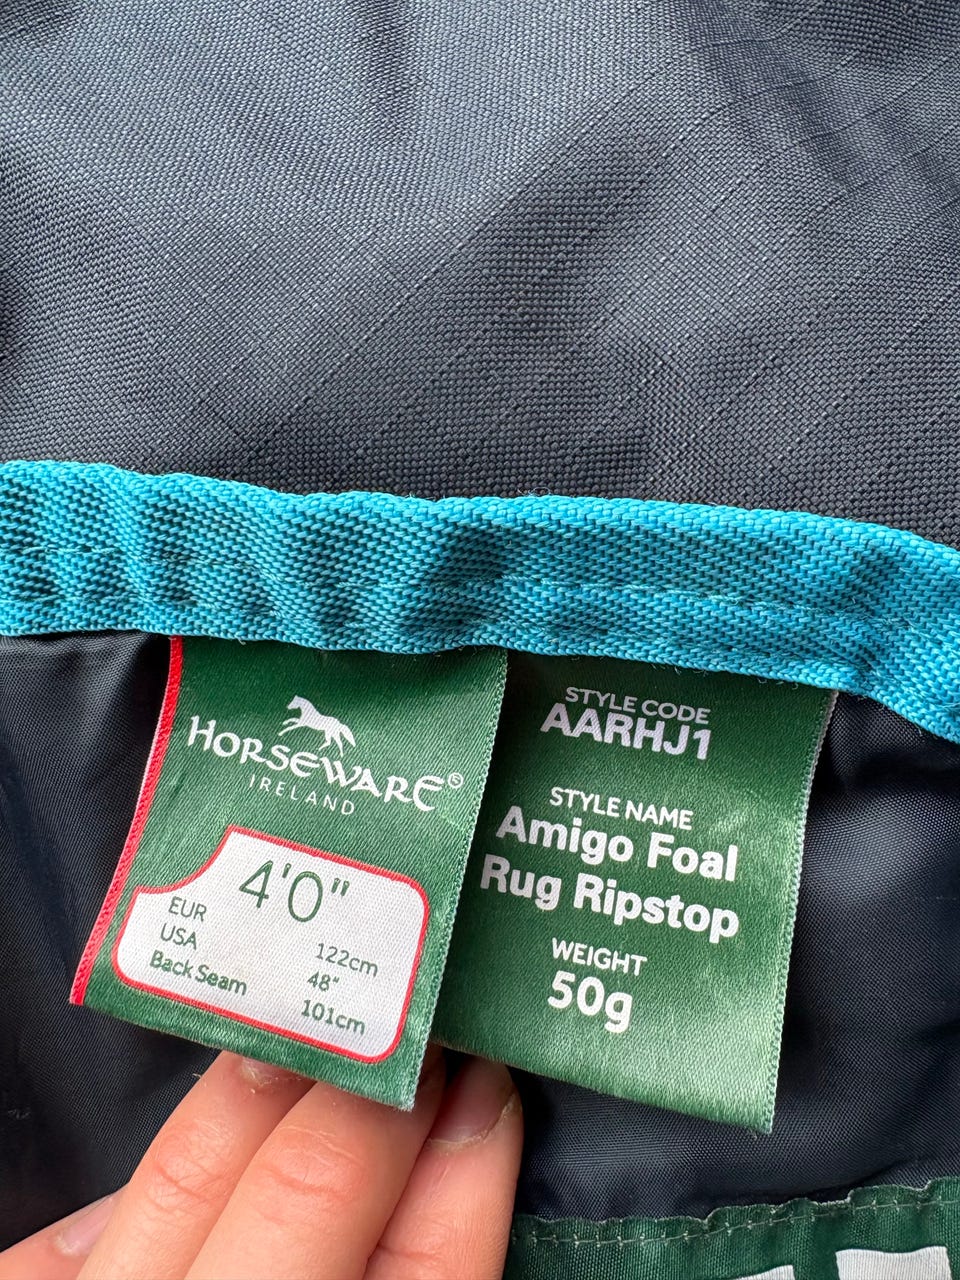 HORSEWARE®
IRELAND
4'0"
EUR 122cm
USA 48"
Back Seam 101cm
STYLE CODE
AARHJ1
STYLE NAME
Amigo Foal
Rug Ripstop
WEIGHT
50g